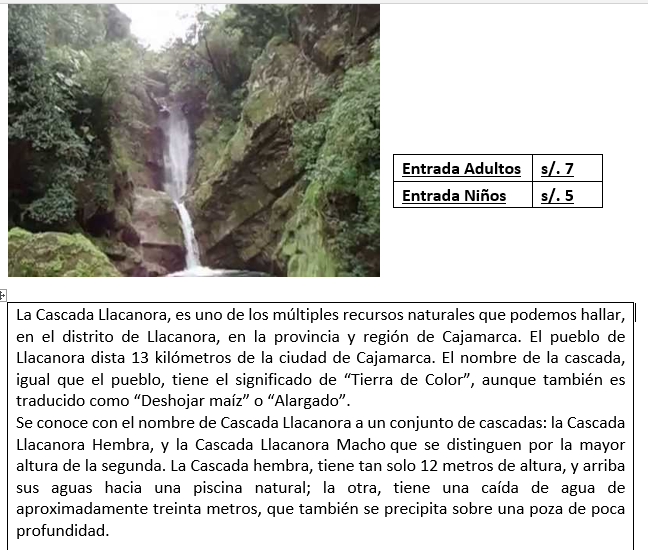 Entrada Adultos s/. 7
Entrada Niños s/. 5
La Cascada Llacanora, es uno de los múltiples recursos naturales que podemos hallar,
en el distrito de Llacanora, en la provincia y región de Cajamarca. El pueblo de
Llacanora dista 13 kilómetros de la ciudad de Cajamarca. El nombre de la cascada,
igual que el pueblo, tiene el significado de “Tierra de Color”, aunque también es
traducido como “Deshojar maíz” o “Alargado”.
Se conoce con el nombre de Cascada Llacanora a un conjunto de cascadas: la Cascada
Llacanora Hembra, y la Cascada Llacanora Macho que se distinguen por la mayor
altura de la segunda. La Cascada hembra, tiene tan solo 12 metros de altura, y arriba
sus aguas hacia una piscina natural; la otra, tiene una caída de agua de
aproximadamente treinta metros, que también se precipita sobre una poza de poca
profundidad.